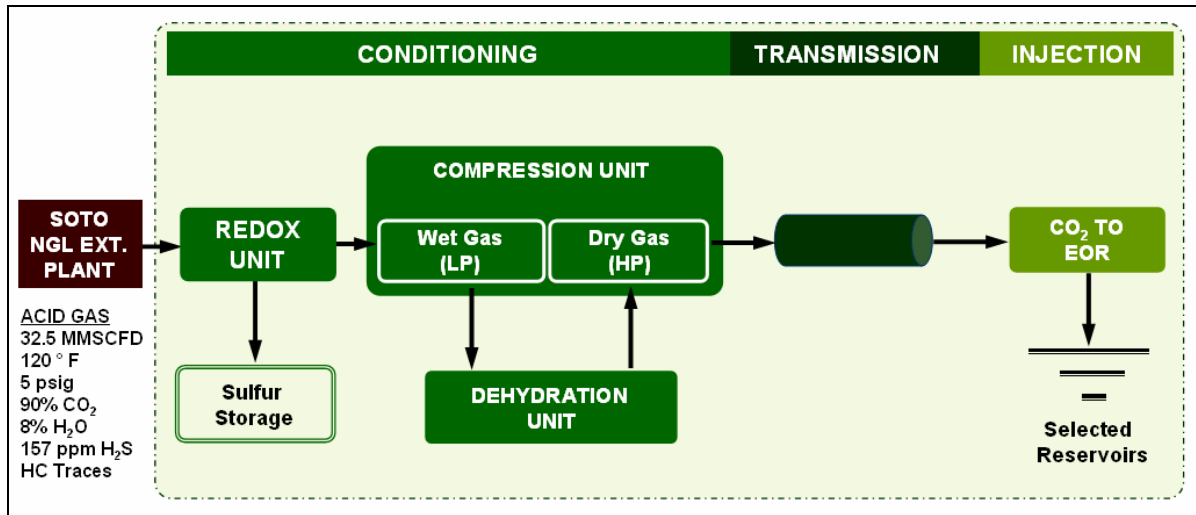 CONDITIONING
TRANSMISSION
INJECTION
SOTO
NGL EXT.
PLANT
REDOX
UNIT
COMPRESSION UNIT
Wet Gas
(LP)
Dry Gas
(HP)
CO₂ TO
EOR
ACID GAS
32.5 MMSCFD
120 ° F
5 psig
90% CO₂
8% H₂O
157 ppm H₂S
HC Traces
Sulfur
Storage
DEHYDRATION
UNIT
Selected
Reservoirs